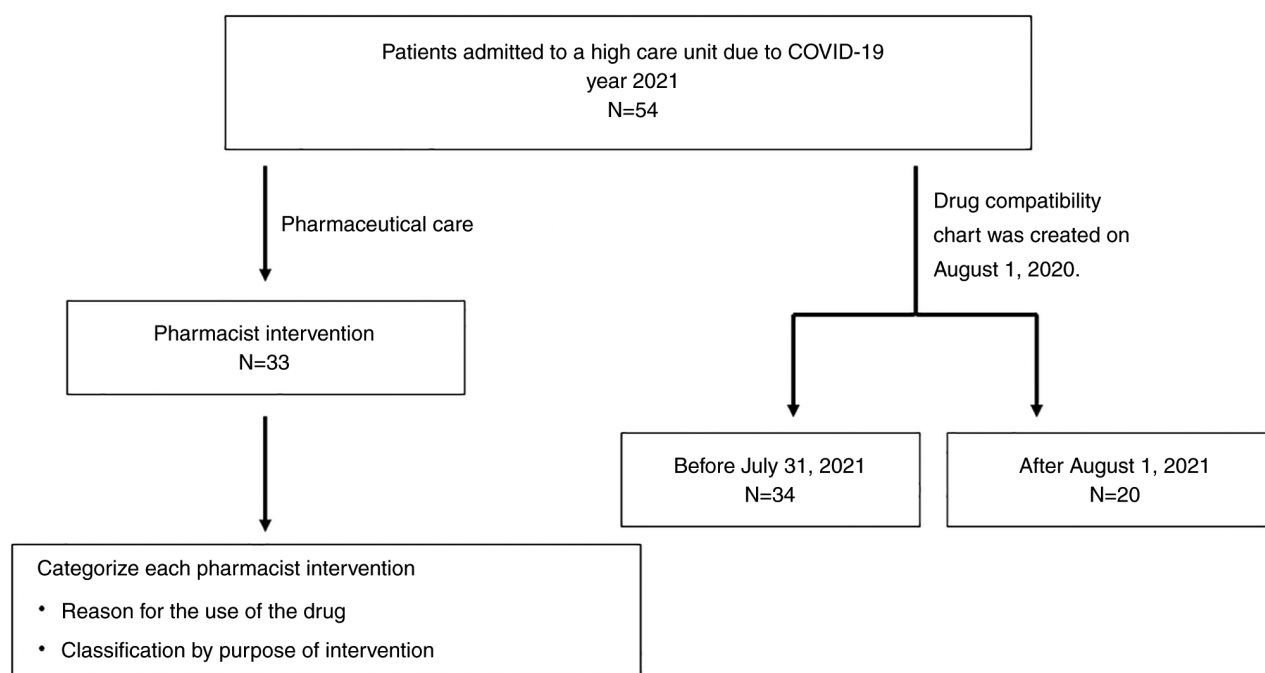 Patients admitted to a high care unit due to COVID-19
year 2021
N=54
Pharmaceutical care
Drug compatibility
chart was created on
August 1, 2020.
Pharmacist intervention
N=33
Before July 31, 2021
N=34
After August 1, 2021
N=20
Categorize each pharmacist intervention
• Reason for the use of the drug
• Classification by purpose of intervention